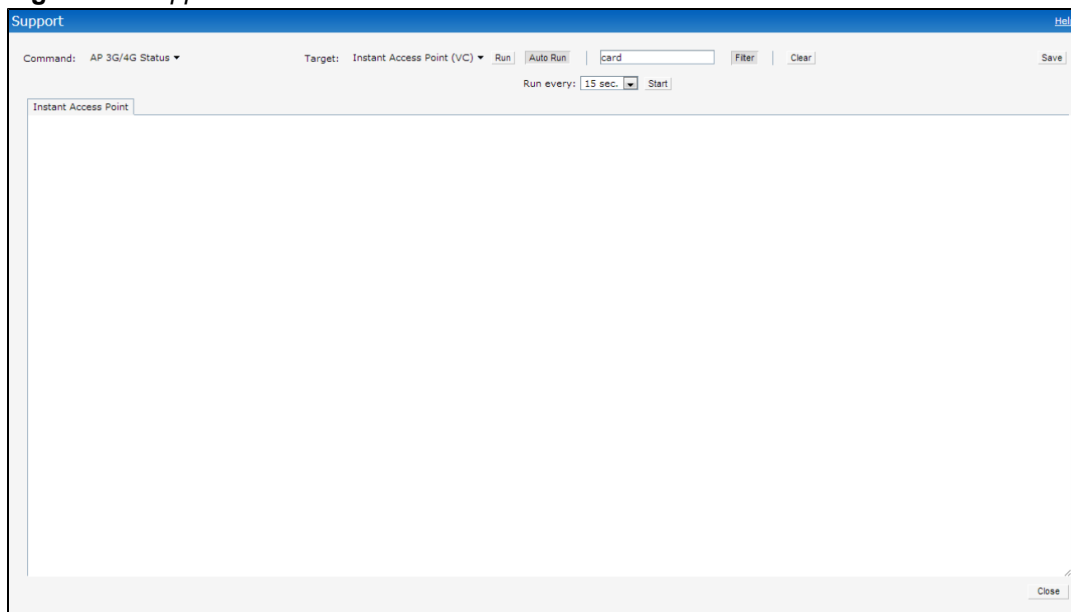 Support Hel
Command: AP 3G/4G Status Target: Instant Access Point (VC) Run Auto Run card Filter Clear Save
Run every: 15 sec. Start
Instant Access Point
Close